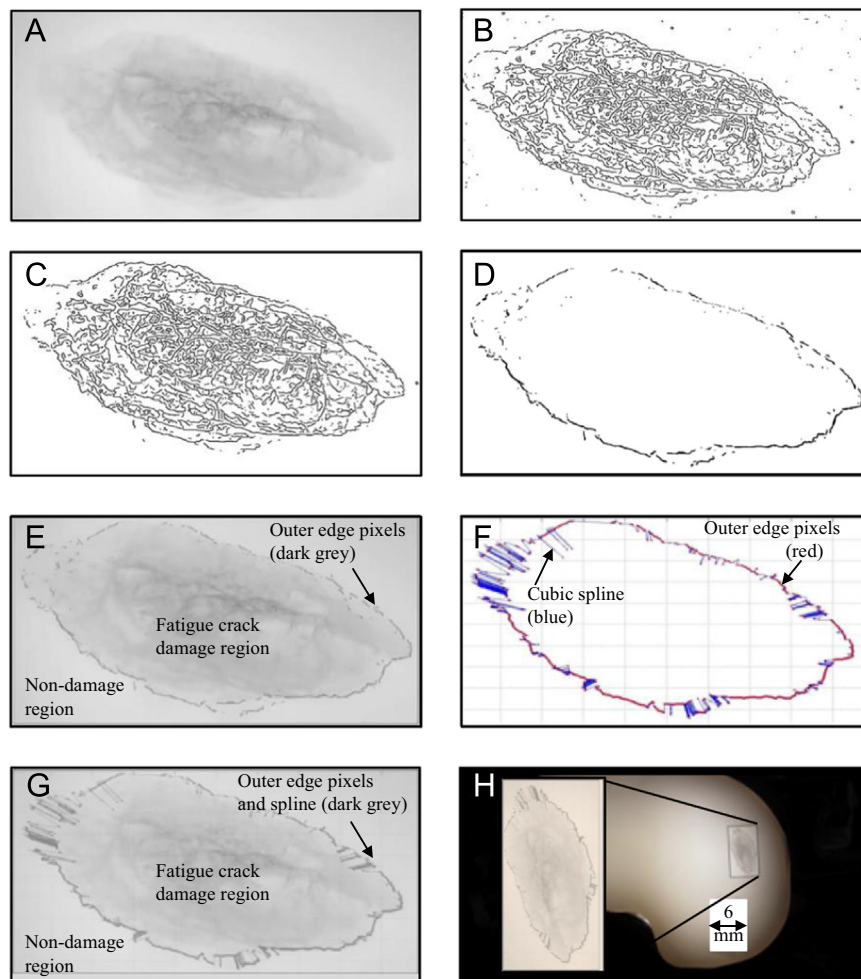 A
B
C
D
E
Outer edge pixels
(dark grey)
Fatigue crack
damage region
Non-damage
region
F
Outer edge pixels
(red)
Cubic spline
(blue)
G
Outer edge pixels
and spline (dark grey)
Fatigue crack
damage region
Non-damage
region
H
6
mm